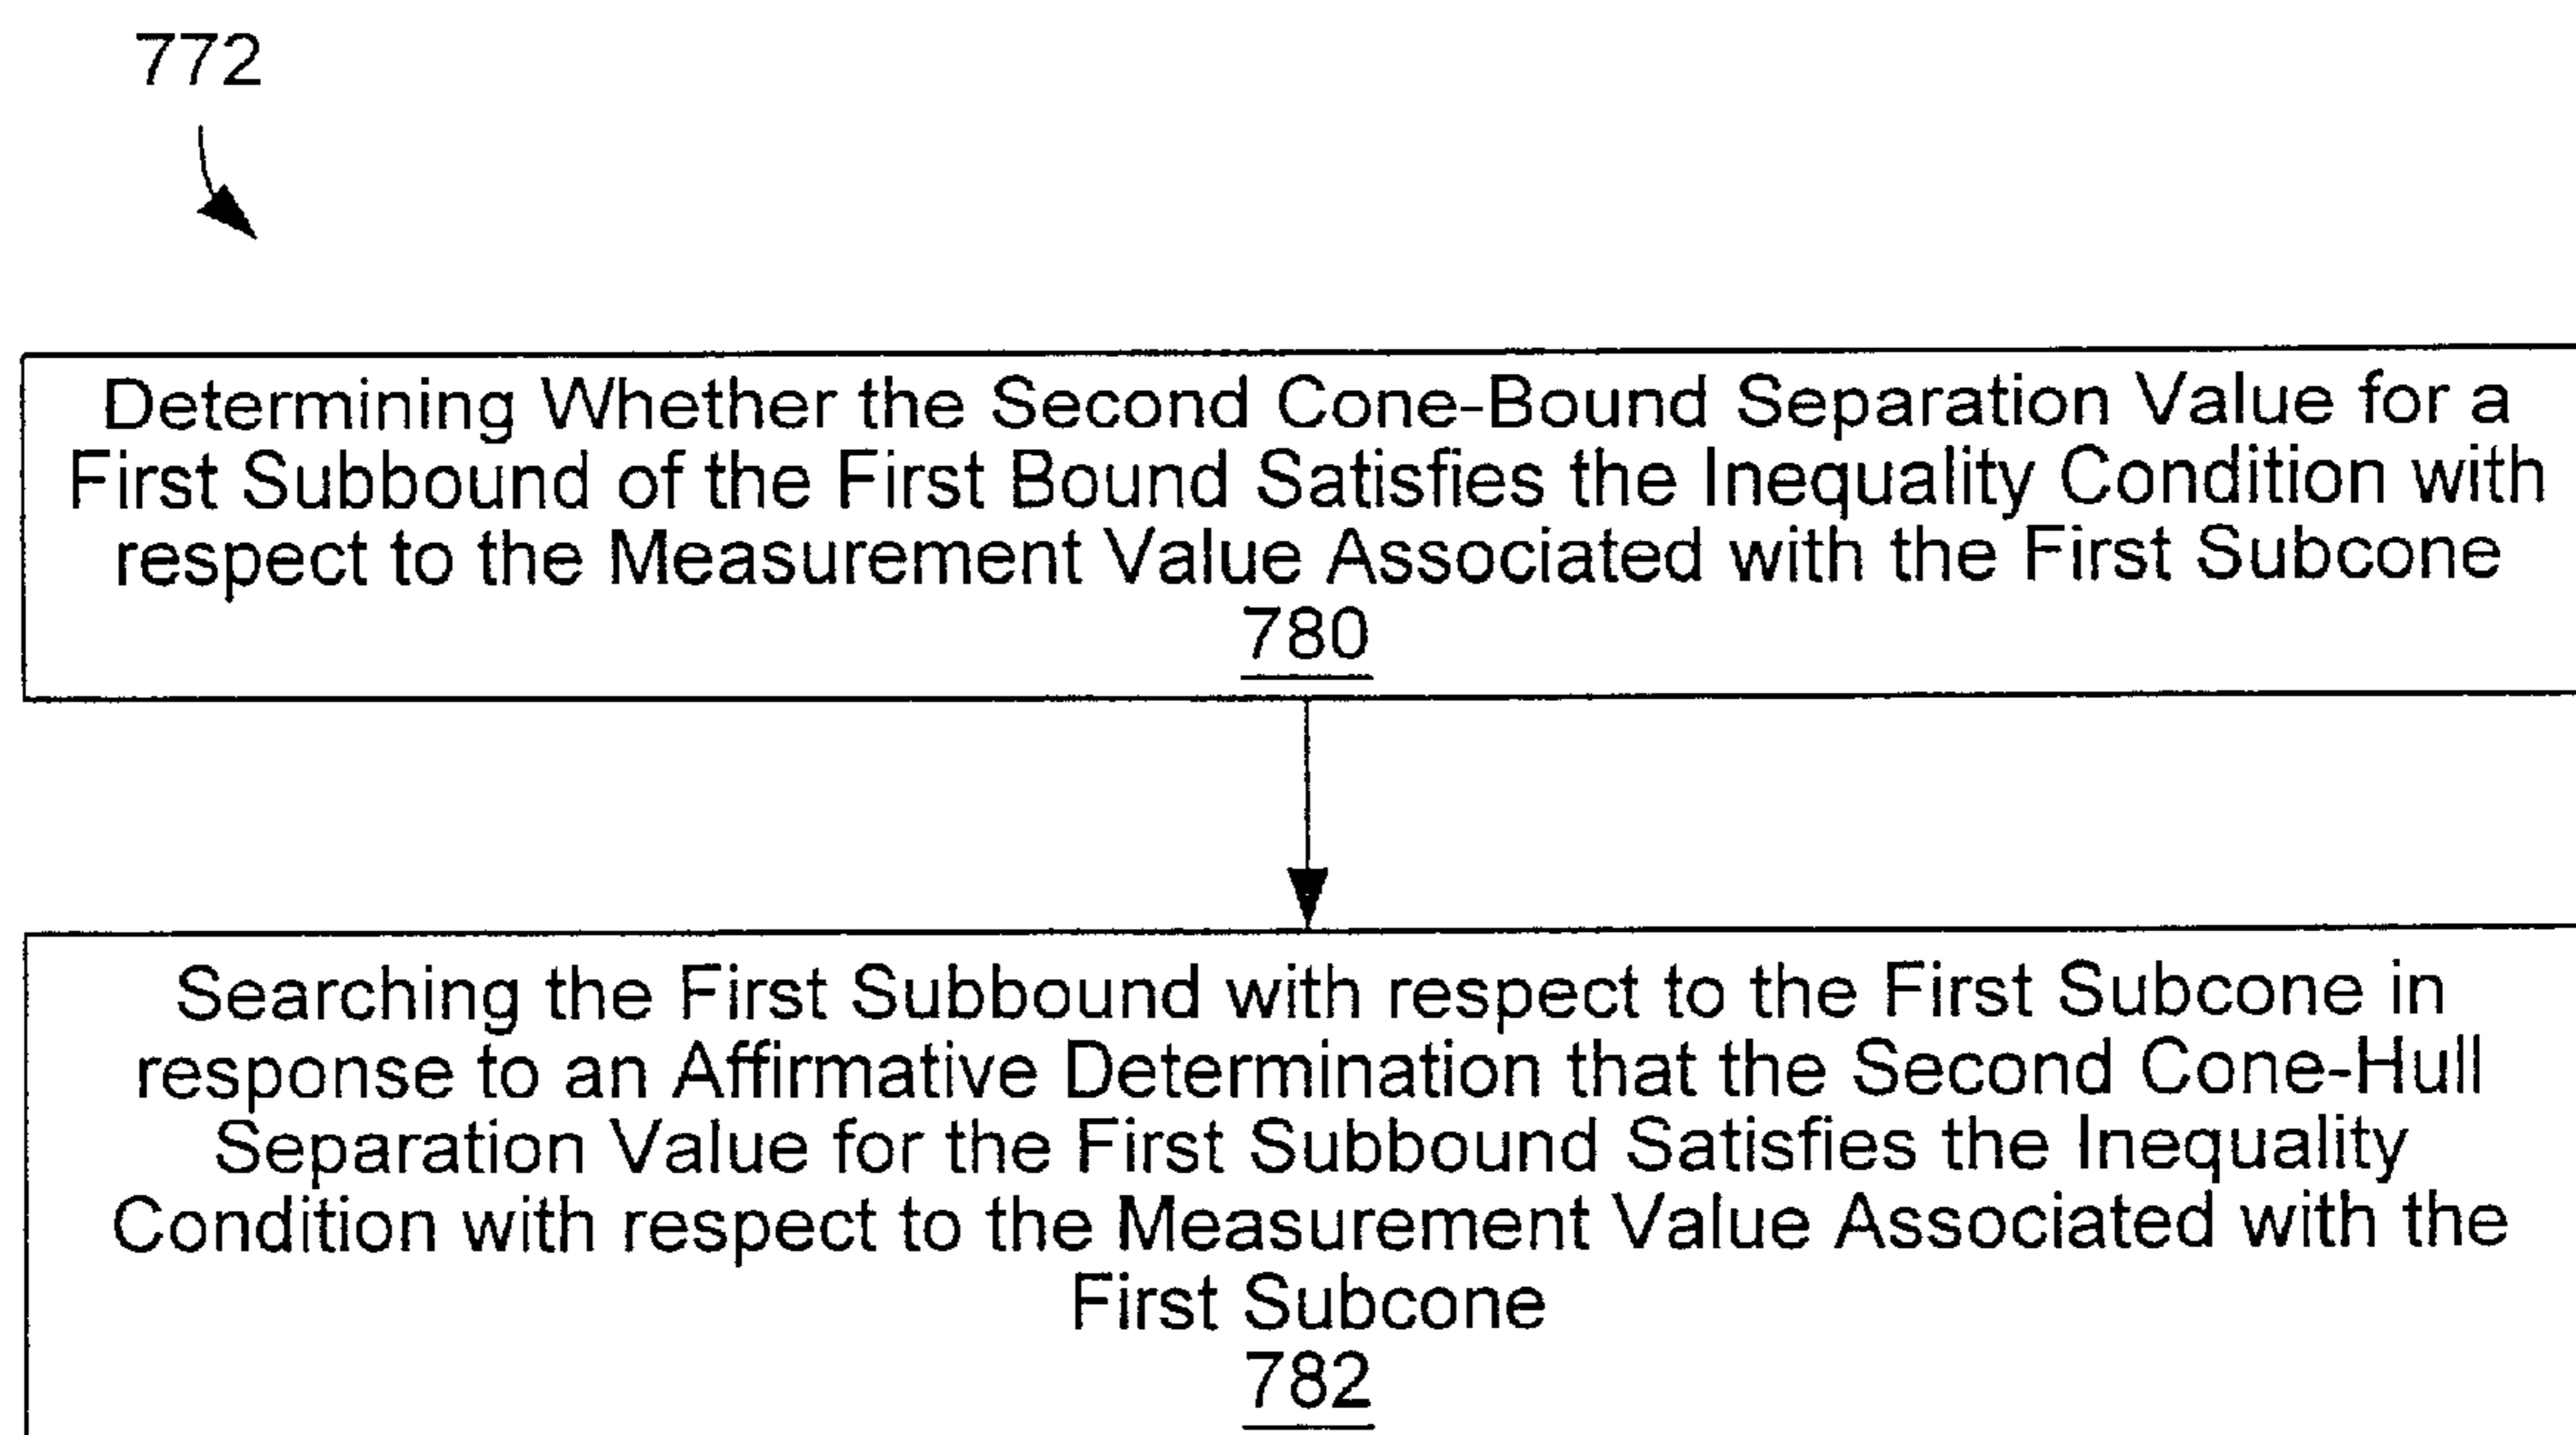 772
Determining Whether the Second Cone-Bound Separation Value for a
First Subbound of the First Bound Satisfies the Inequality Condition with
respect to the Measurement Value Associated with the First Subcone
780
Searching the First Subbound with respect to the First Subcone in
response to an Affirmative Determination that the Second Cone-Hull
Separation Value for the First Subbound Satisfies the Inequality
Condition with respect to the Measurement Value Associated with the
First Subcone
782